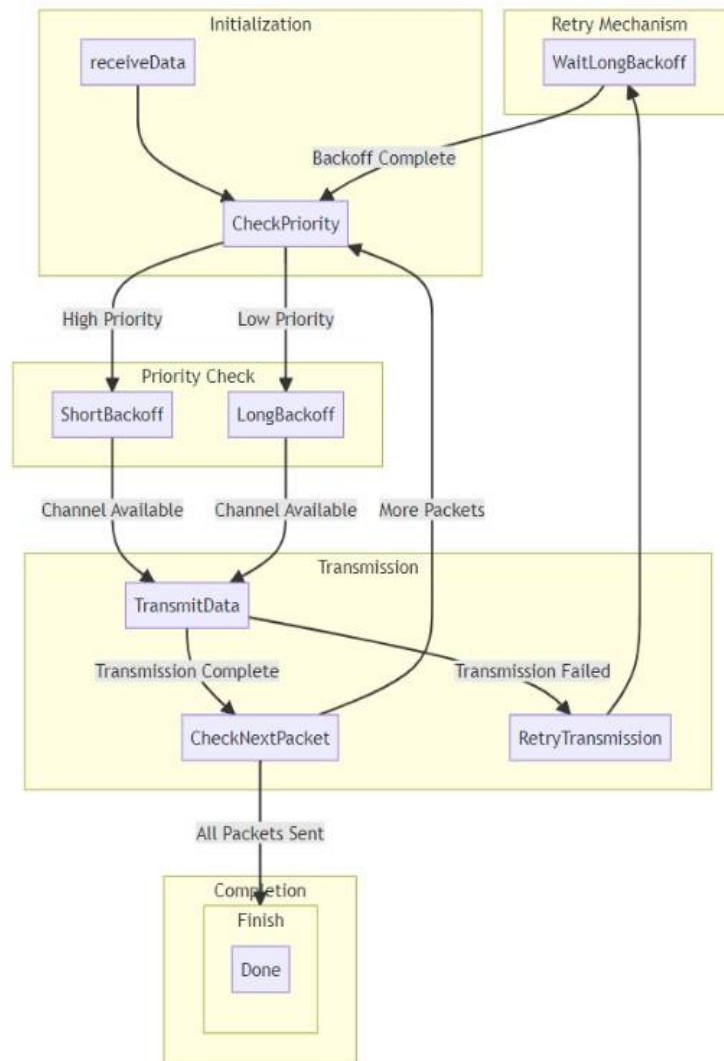 Initialization
Retry Mechanism
receiveData
WaitLongBackoff
Backoff Complete
CheckPriority
High Priority
Low Priority
Priority Check
ShortBackoff
LongBackoff
Channel Available
Channel Available
More Packets
Transmission
TransmitData
Transmission Complete
Transmission Failed
CheckNextPacket
RetryTransmission
All Packets Sent
Completion
Finish
Done